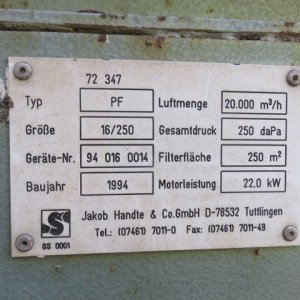 72 347
Typ PF Luftmenge 20.000 m³/h
Größe 16/250 Gesamtdruck 250 daPa
Geräte-Nr. 94 016 0014 Filterfläche 250 m²
Baujahr 1994 Motorleistung 22,0 kW
S
GS 0001
Jakob Handte & Co.GmbH D-78532 Tuttlingen
Tel.: (07461) 7011-0 Fax: (07461) 7011-49